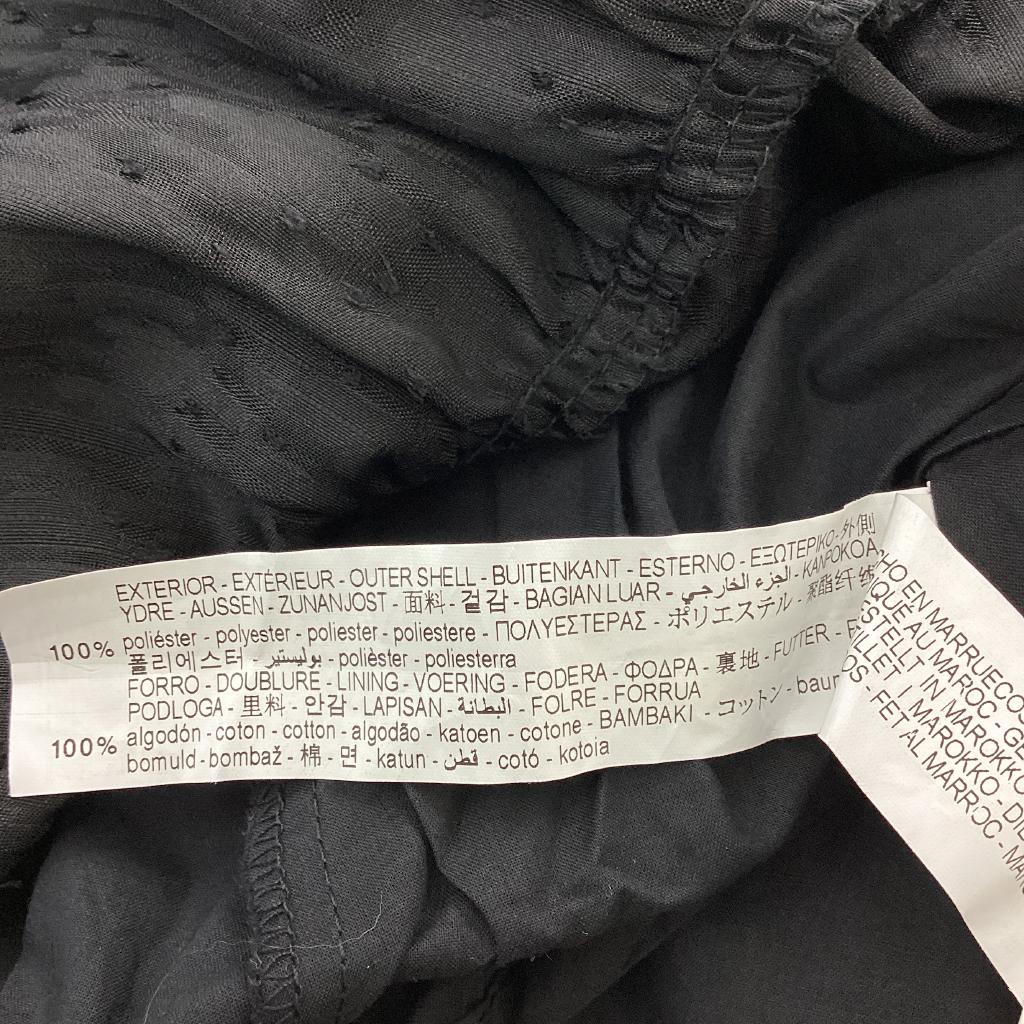 EXTERIOR - EXTÉRIEUR - OUTER SHELL - BUITENKANT - ESTERNO - ΕΞΩΤΕΡΙΚΟ - 外側
YDRE - AUSSEN - ZUNANJOST - 面料 - 겉감 - BAGIAN LUAR - الجزء الخارجي - KANPOKOA
100% poliéster - polyester - poliester - poliestere - ΠΟΛΥΕΣΤΕΡΑΣ - ポリエステル - 聚酯纤维
폴리에스터 - بوليستير - polièster - poliesterra
FORRO - DOUBLURE - LINING - VOERING - FODERA - ΦΟΔΡΑ - 裏地 - FUTTER -
PODLOGA - 里料 - 안감 - LAPISAN - البطانة - FOLRE - FORRUA
100% algodón - coton - cotton - algodão - katoen - cotone - ΒΑΜΒΑΚΙ - コットン -
bomuld - bombaž - 棉 - 면 - katun - قطن - cotó - kotoia
EN MARRUECOS
AU MAROC -
IN MAROKKO
I MAROKKO -
- FET AL MARROC -